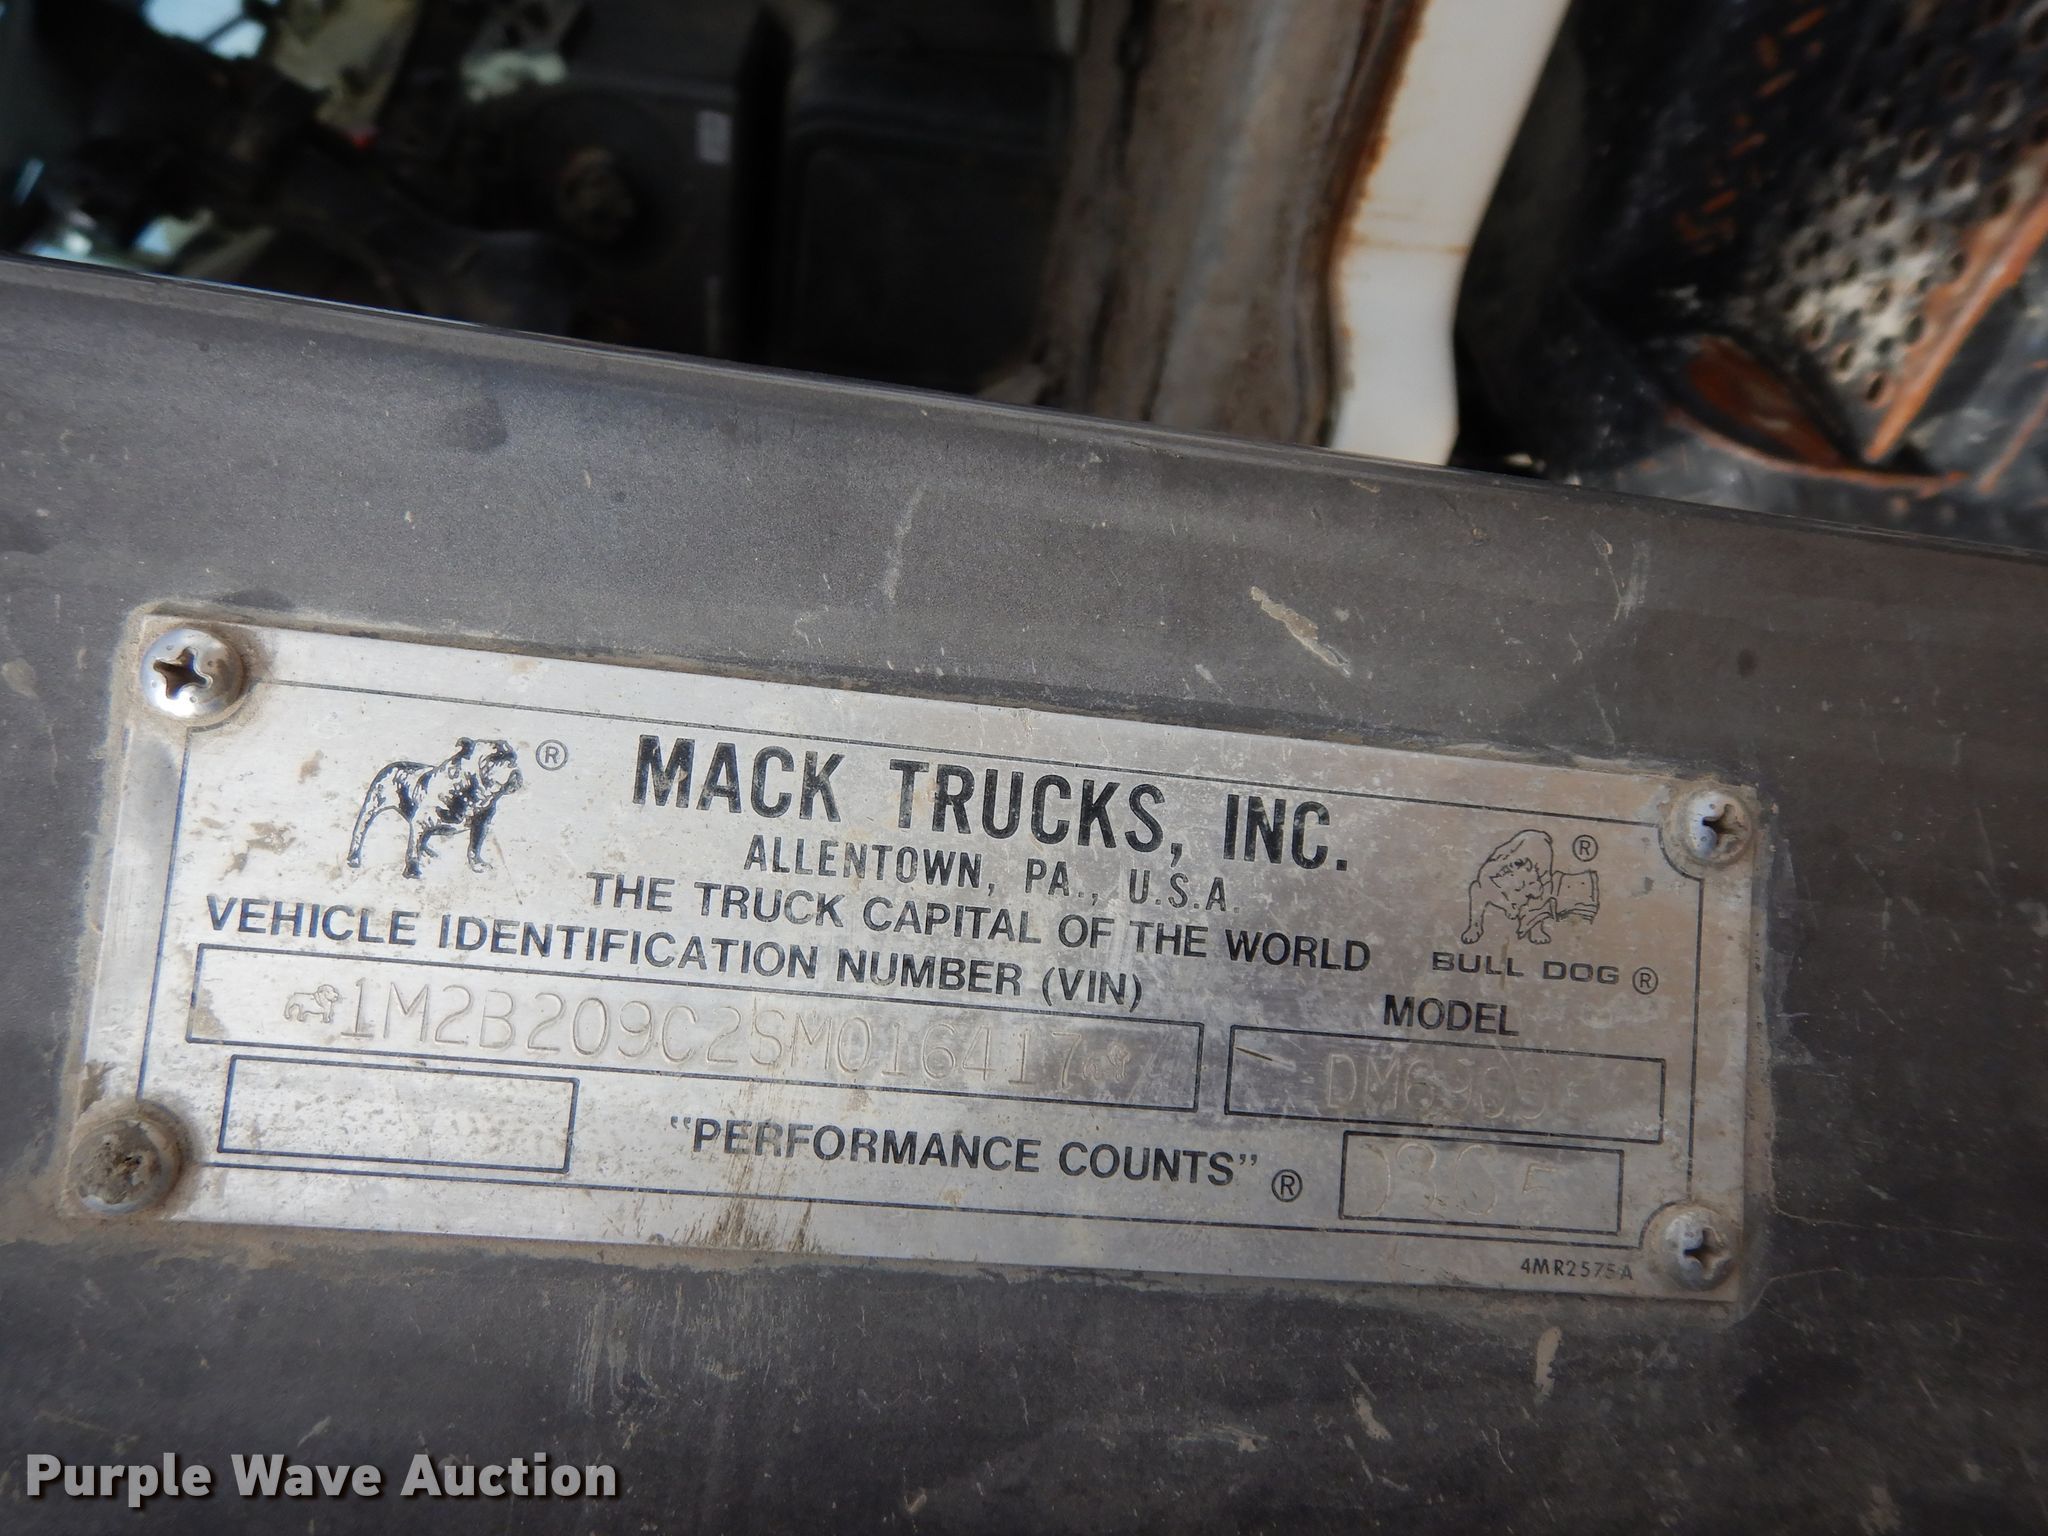 ® MACK TRUCKS, INC.
ALLENTOWN, PA., U.S.A.
THE TRUCK CAPITAL OF THE WORLD
®
BULL DOG ®
VEHICLE IDENTIFICATION NUMBER (VIN)
MODEL
1M2B209C2SM016417
DM690S
"PERFORMANCE COUNTS" ®
4MR2575A
Purple Wave Auction